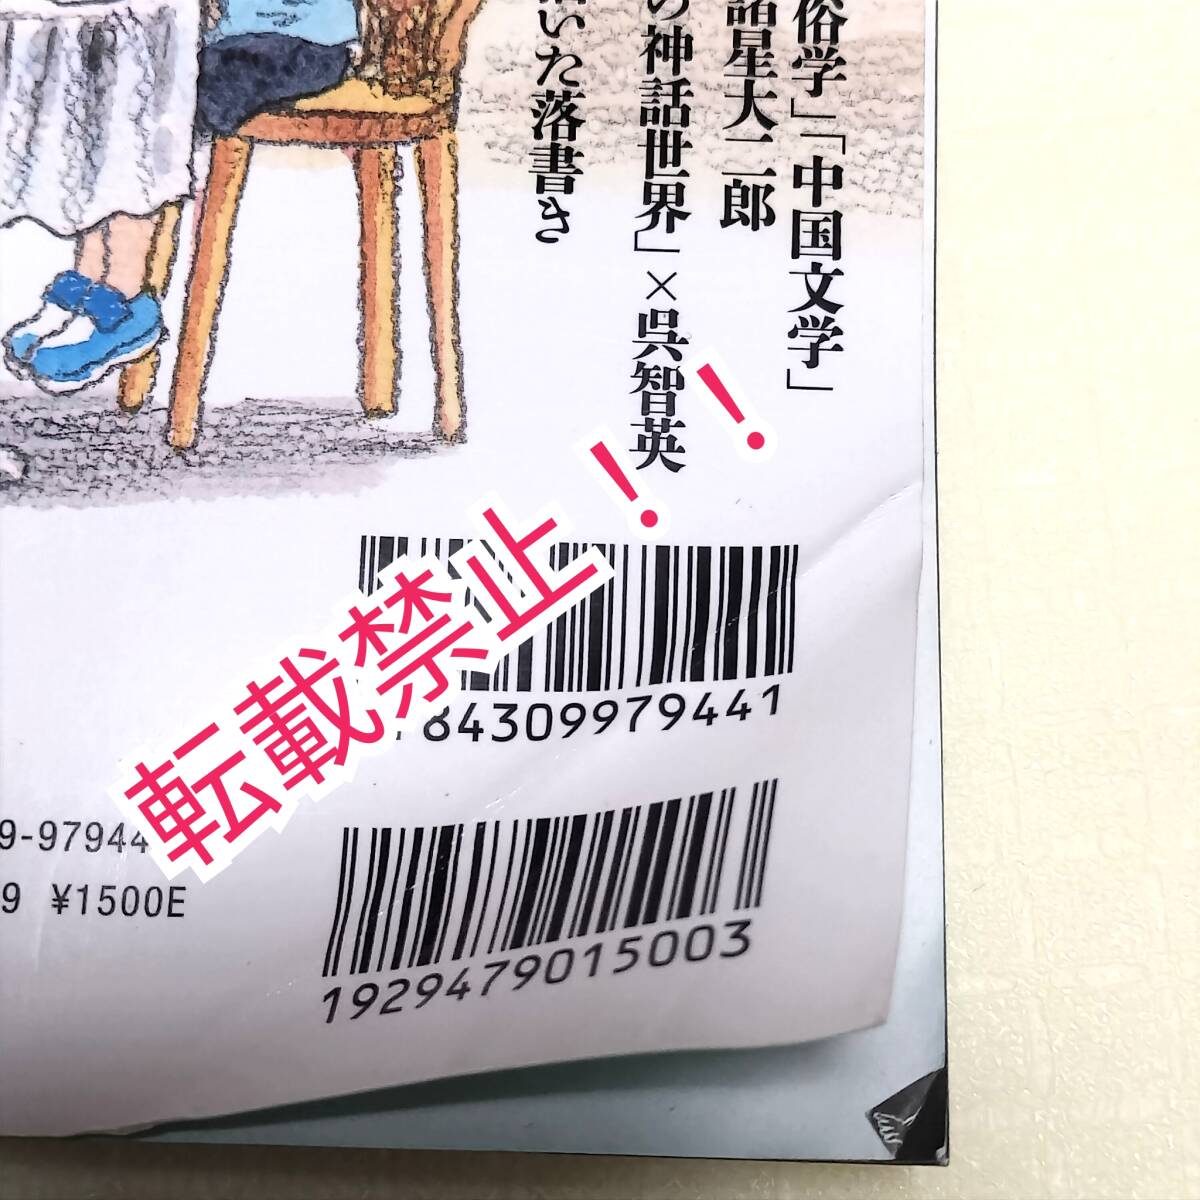 俗学」「中国文学」
諸星大二郎
の神話世界」×呉智英
描いた落書き
転載禁止！！
784309979441
9-97944
9 ¥1500E
1929479015003